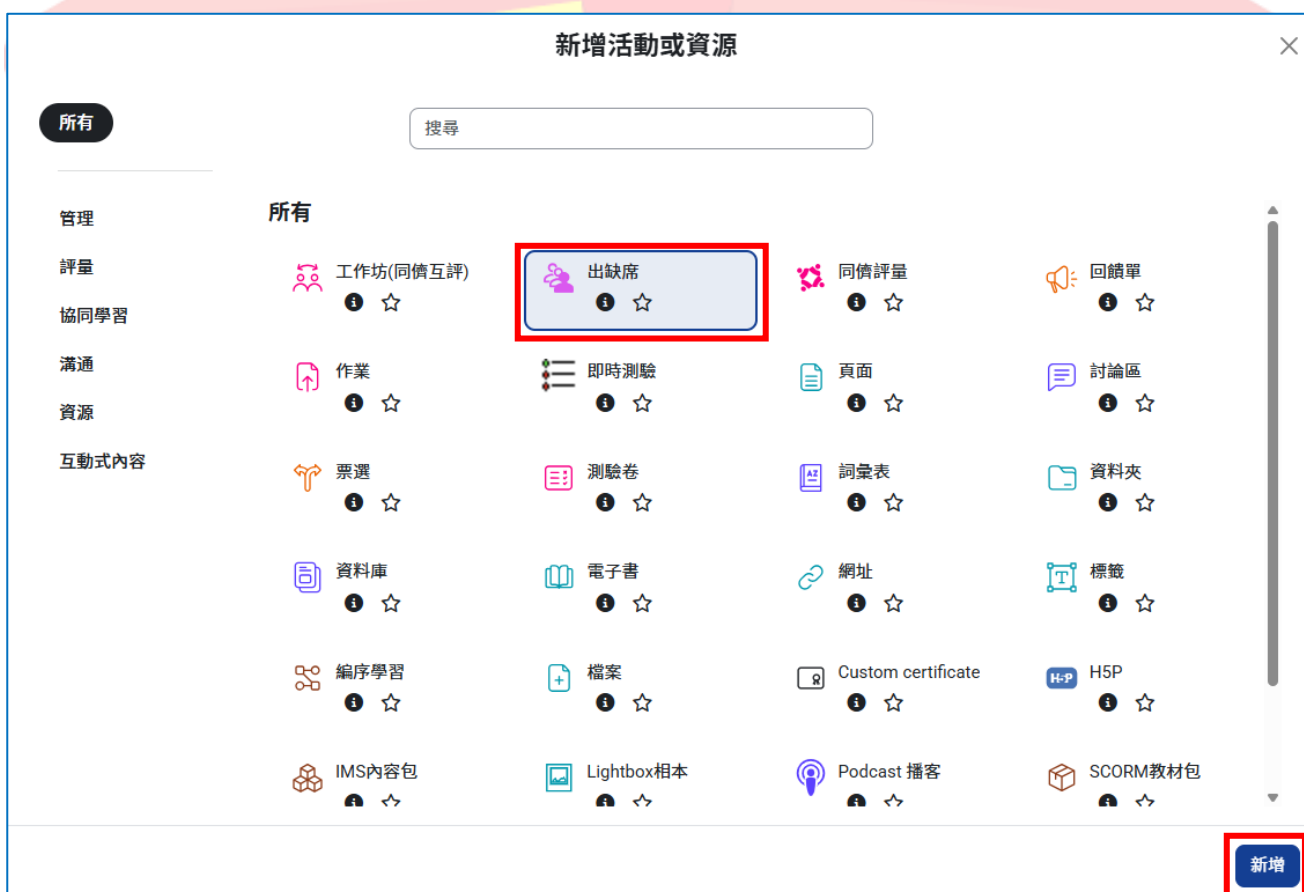 新增活動或資源
所有
搜尋
管理
評量
協同學習
溝通
資源
互動式內容
所有
工作坊(同儕互評)
出缺席
同儕評量
回饋單
作業
即時測驗
頁面
討論區
票選
測驗卷
詞彙表
資料夾
資料庫
電子書
網址
標籤
編序學習
檔案
Custom certificate
H5P
IMS內容包
Lightbox相本
Podcast 播客
SCORM教材包
新增